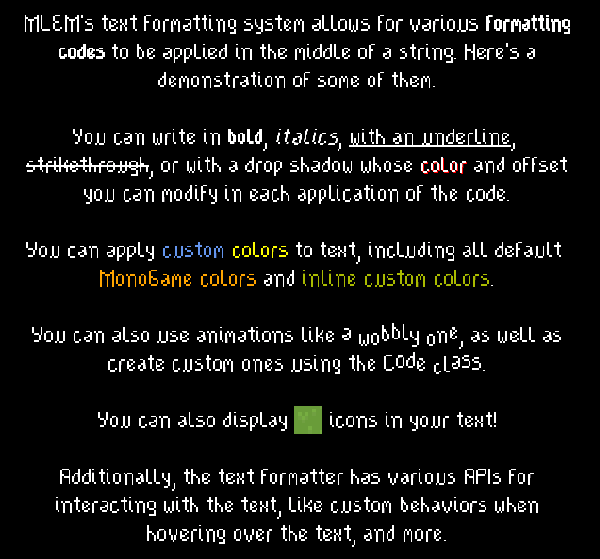 MLEM's text formatting system allows for various formatting
codes to be applied in the middle of a string. Here's a
demonstration of some of them.
You can write in bold, italics, with an underline,
strikethrough, or with a drop shadow whose color and offset
you can modify in each application of the code.
You can apply custom colors to text, including all default
MonoGame colors and inline custom colors.
You can also use animations like a wobbly one, as well as
create custom ones using the Code class.
You can also display icons in your text!
Additionally, the text formatter has various APIs for
interacting with the text, like custom behaviors when
hovering over the text, and more.